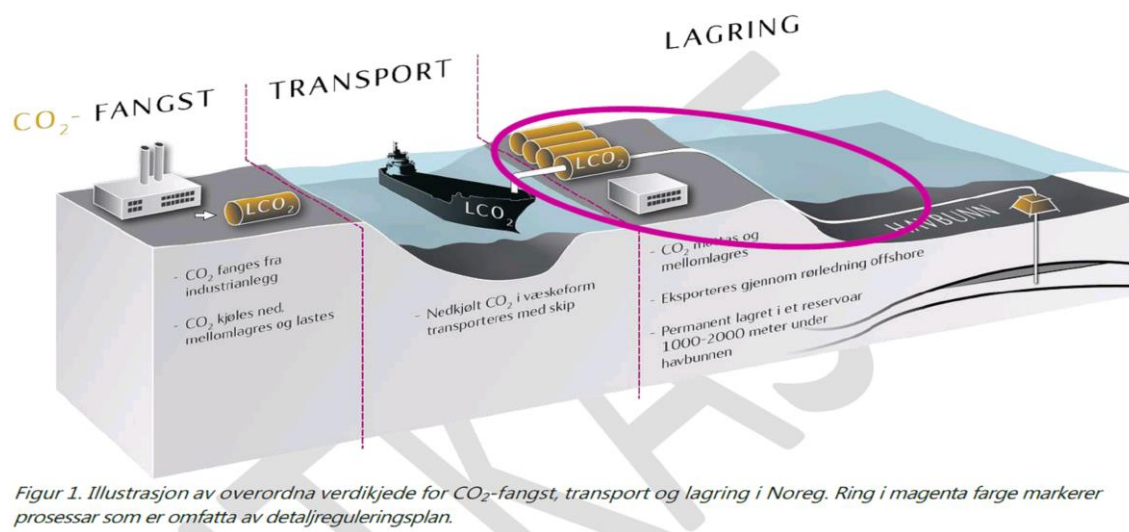 CO₂- FANGST
TRANSPORT
LAGRING
LCO₂
LCO₂
LCO₂
HAVBUNN
- CO₂ fanges fra
industrianlegg
- CO₂ kjøles ned,
mellomlagres og lastes
- Nedkjølt CO₂ i væskeform
transporteres med skip
- CO₂ mottas og
mellomlagres
- Eksporteres gjennom rørledning offshore
- Permanent lagret i et reservoar
1000-2000 meter under
havbunnen
Figur 1. Illustrasjon av overordna verdikjede for CO₂-fangst, transport og lagring i Noreg. Ring i magenta farge markerer
prosessar som er omfatta av detaljreguleringsplan.